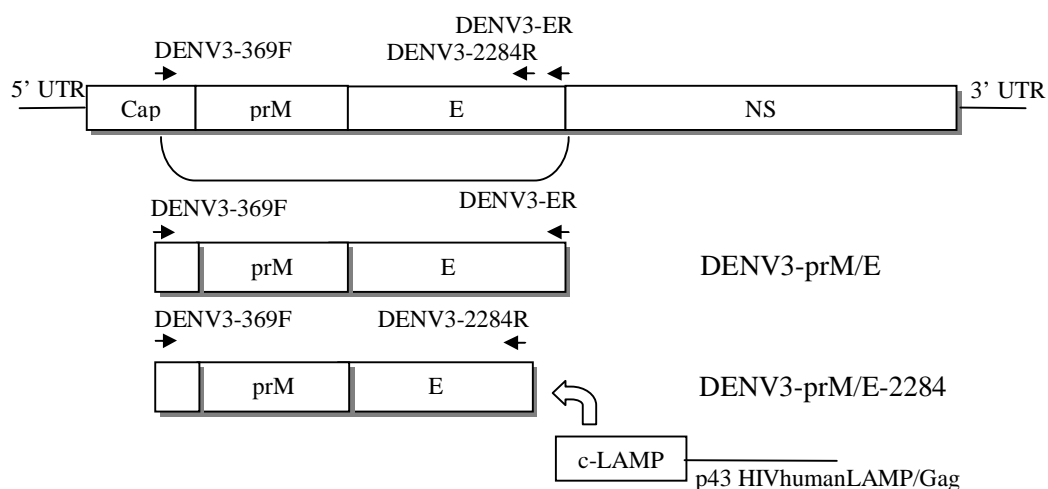 DENV3-ER
DENV3-369F
DENV3-2284R
5’ UTR
3’ UTR
Cap
prM
E
NS
DENV3-369F
DENV3-ER
prM
E
DENV3-prM/E
DENV3-369F
DENV3-2284R
prM
E
DENV3-prM/E-2284
c-LAMP
p43 HIVhumanLAMP/Gag